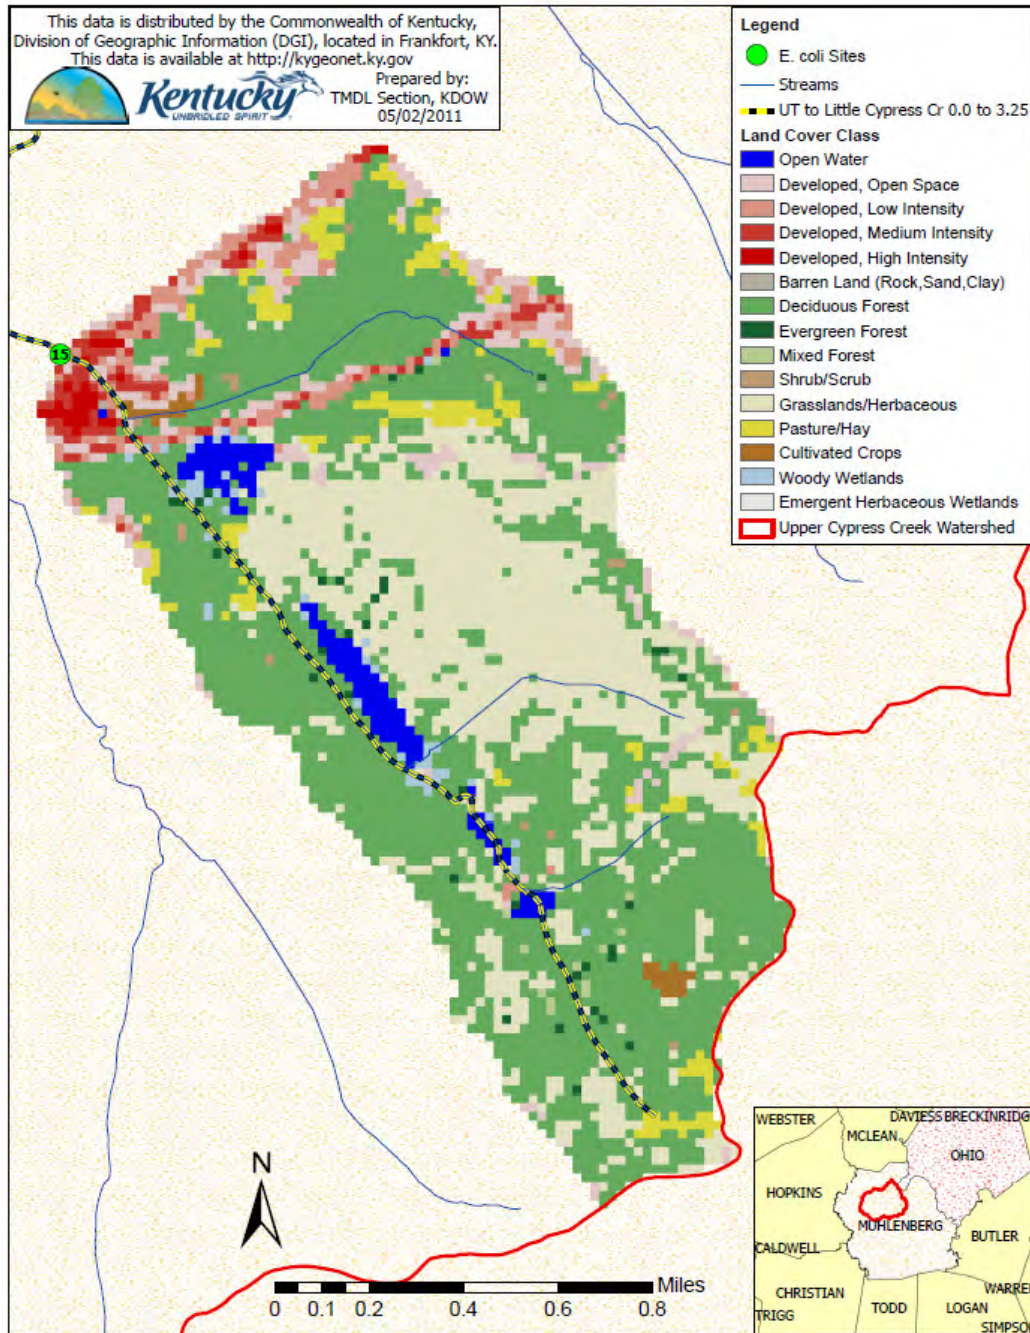 This data is distributed by the Commonwealth of Kentucky,
Division of Geographic Information (DGI), located in Frankfort, KY.
This data is available at http://kygeonet.ky.gov
Prepared by:
TMDL Section, KDOW
05/02/2011
Kentucky
UNBRIDLED SPIRIT
Legend
E. coli Sites
Streams
UT to Little Cypress Cr 0.0 to 3.25
Land Cover Class
Open Water
Developed, Open Space
Developed, Low Intensity
Developed, Medium Intensity
Developed, High Intensity
Barren Land (Rock,Sand,Clay)
Deciduous Forest
Evergreen Forest
Mixed Forest
Shrub/Scrub
Grasslands/Herbaceous
Pasture/Hay
Cultivated Crops
Woody Wetlands
Emergent Herbaceous Wetlands
Upper Cypress Creek Watershed
15
N
Miles
0 0.1 0.2 0.4 0.6 0.8
WEBSTER
DAVIESS BRECKINRIDG
MCLEAN
OHIO
HOPKINS
MUHLENBERG
BUTLER
CALDWELL
CHRISTIAN
WARRE
TRIGG
TODD
LOGAN
SIMPSO